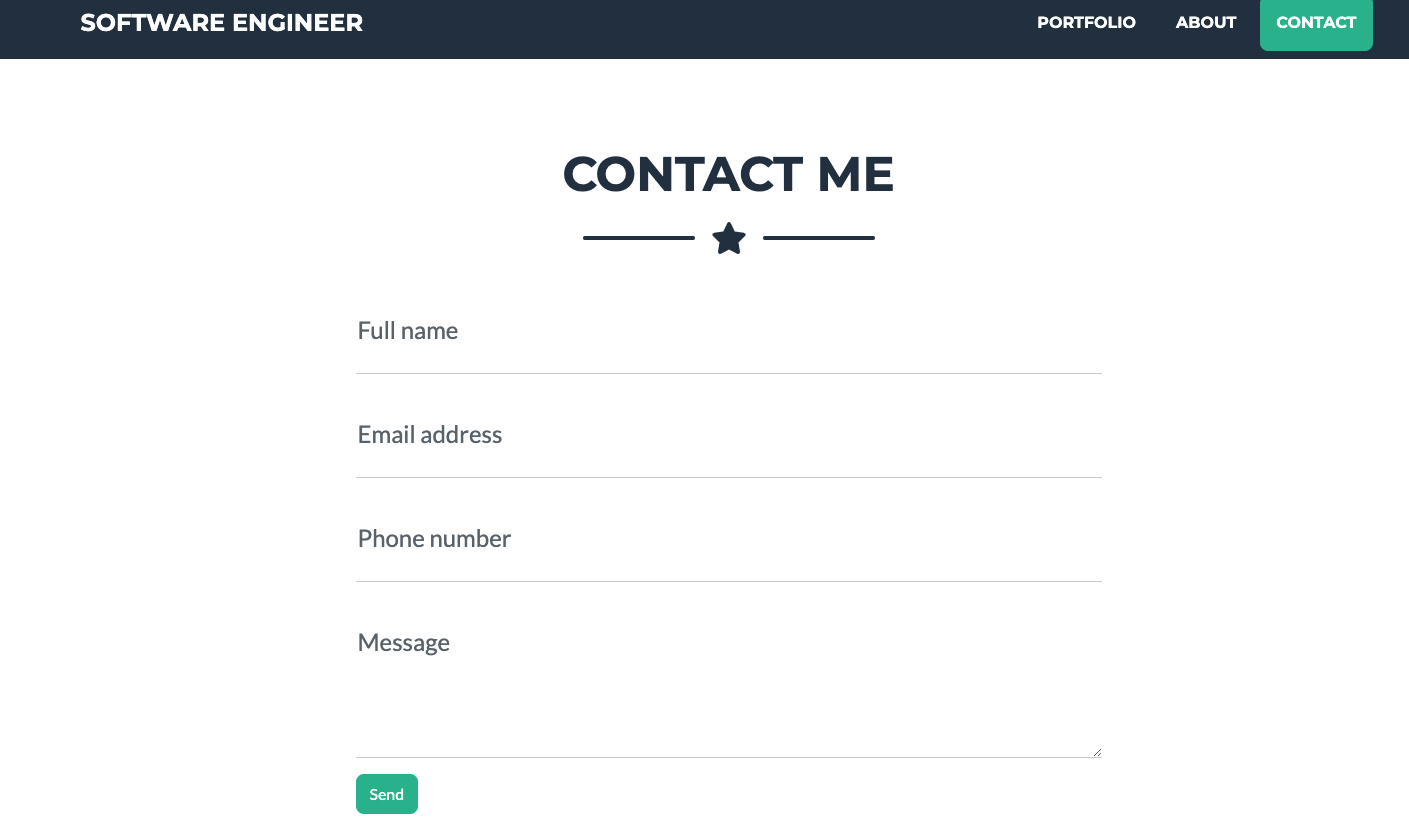 SOFTWARE ENGINEER
PORTFOLIO ABOUT CONTACT
CONTACT ME
Full name
Email address
Phone number
Message
Send